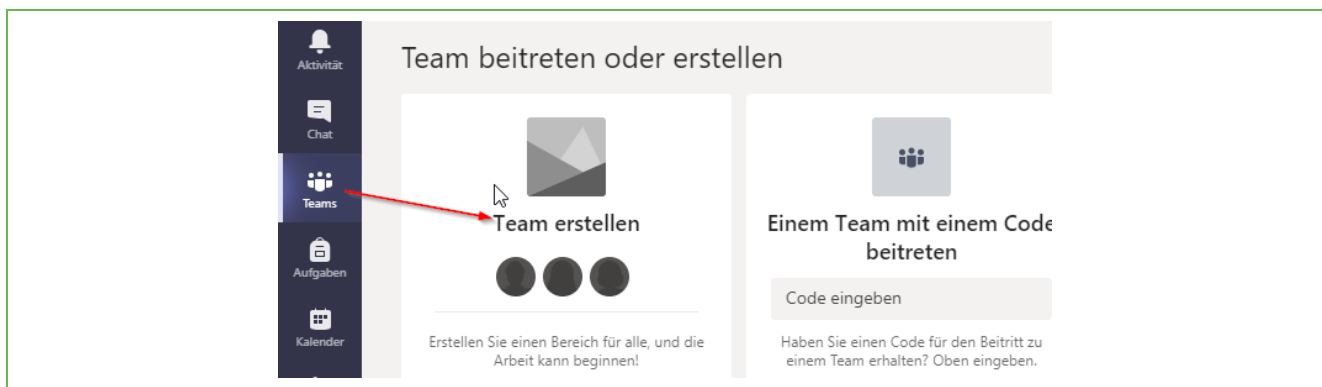 Aktivität
Chat
Teams
Aufgaben
Kalender
Team beitreten oder erstellen
Team erstellen
Erstellen Sie einen Bereich für alle, und die
Arbeit kann beginnen!
Einem Team mit einem Code
beitreten
Code eingeben
Haben Sie einen Code für den Beitritt zu
einem Team erhalten? Oben eingeben.